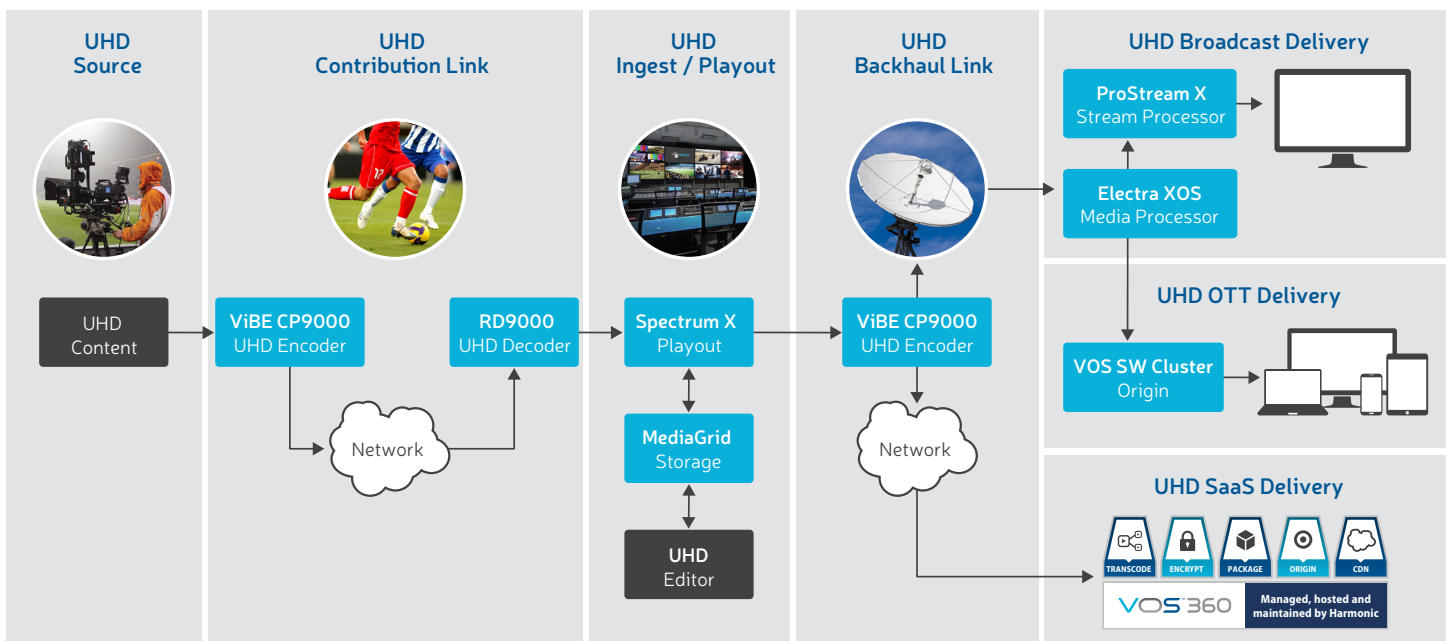 UHD
Source
UHD
Content
UHD
Contribution Link
17
ViBE CP9000
UHD Encoder
RD9000
UHD Decoder
Network
UHD
Ingest / Playout
Spectrum X
Playout
MediaGrid
Storage
UHD
Editor
UHD
Backhaul Link
ViBE CP9000
UHD Encoder
Network
UHD Broadcast Delivery
ProStream X
Stream Processor
Electra XOS
Media Processor
UHD OTT Delivery
VOS SW Cluster
Origin
UHD SaaS Delivery
TRANSCODE
ENCRYPT
PACKAGE
ORIGIN
CDN
VOS™360
Managed, hosted and
maintained by Harmonic